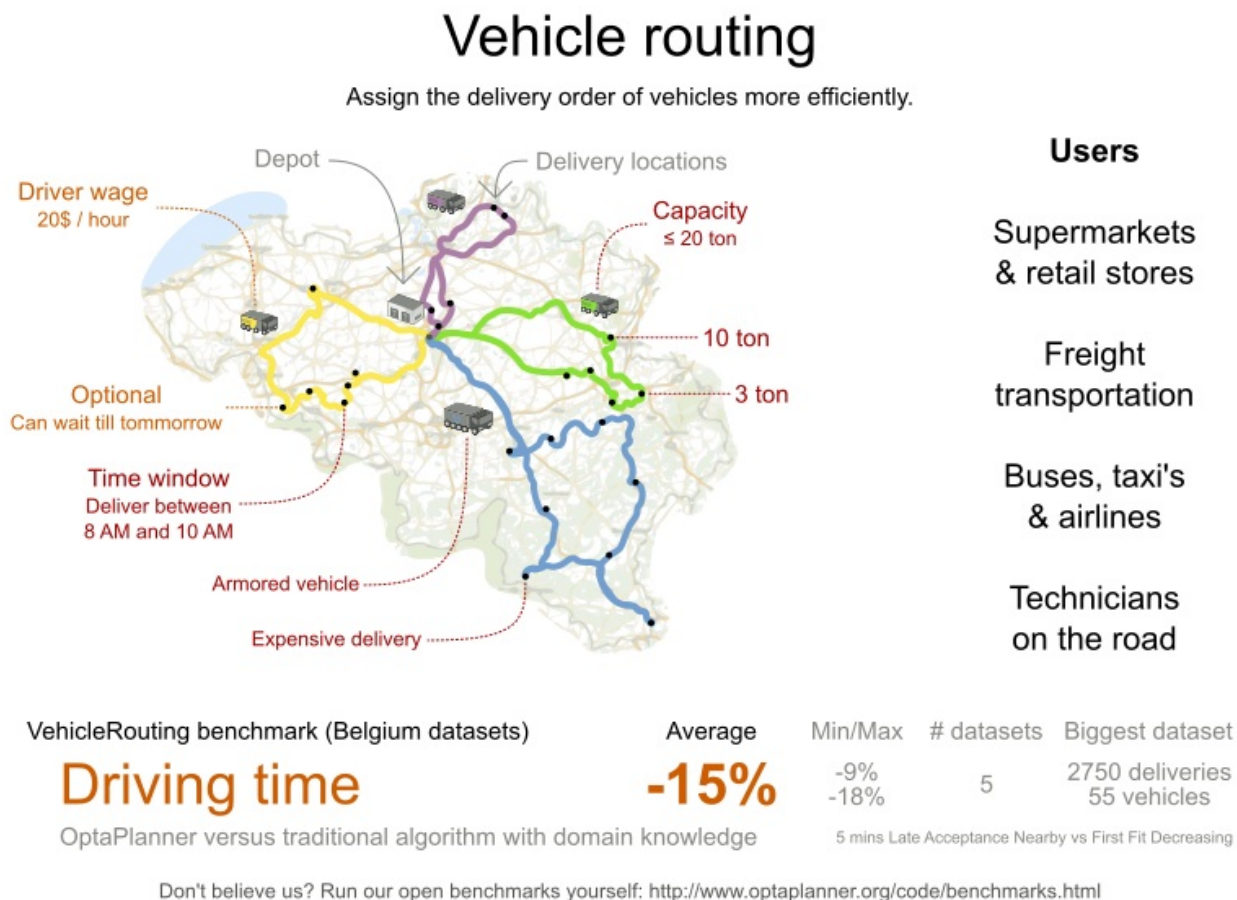 Vehicle routing
Assign the delivery order of vehicles more efficiently.
Depot
Delivery locations
Driver wage
20$ / hour
Capacity
≤ 20 ton
10 ton
3 ton
Optional
Can wait till tommorrow
Time window
Deliver between
8 AM and 10 AM
Armored vehicle
Expensive delivery
Users
Supermarkets
& retail stores
Freight
transportation
Buses, taxi's
& airlines
Technicians
on the road
VehicleRouting benchmark (Belgium datasets)
Average
Min/Max
# datasets
Biggest dataset
Driving time
-15%
-9%
-18%
5
2750 deliveries
55 vehicles
OptaPlanner versus traditional algorithm with domain knowledge
5 mins Late Acceptance Nearby vs First Fit Decreasing
Don't believe us? Run our open benchmarks yourself: http://www.optaplanner.org/code/benchmarks.html